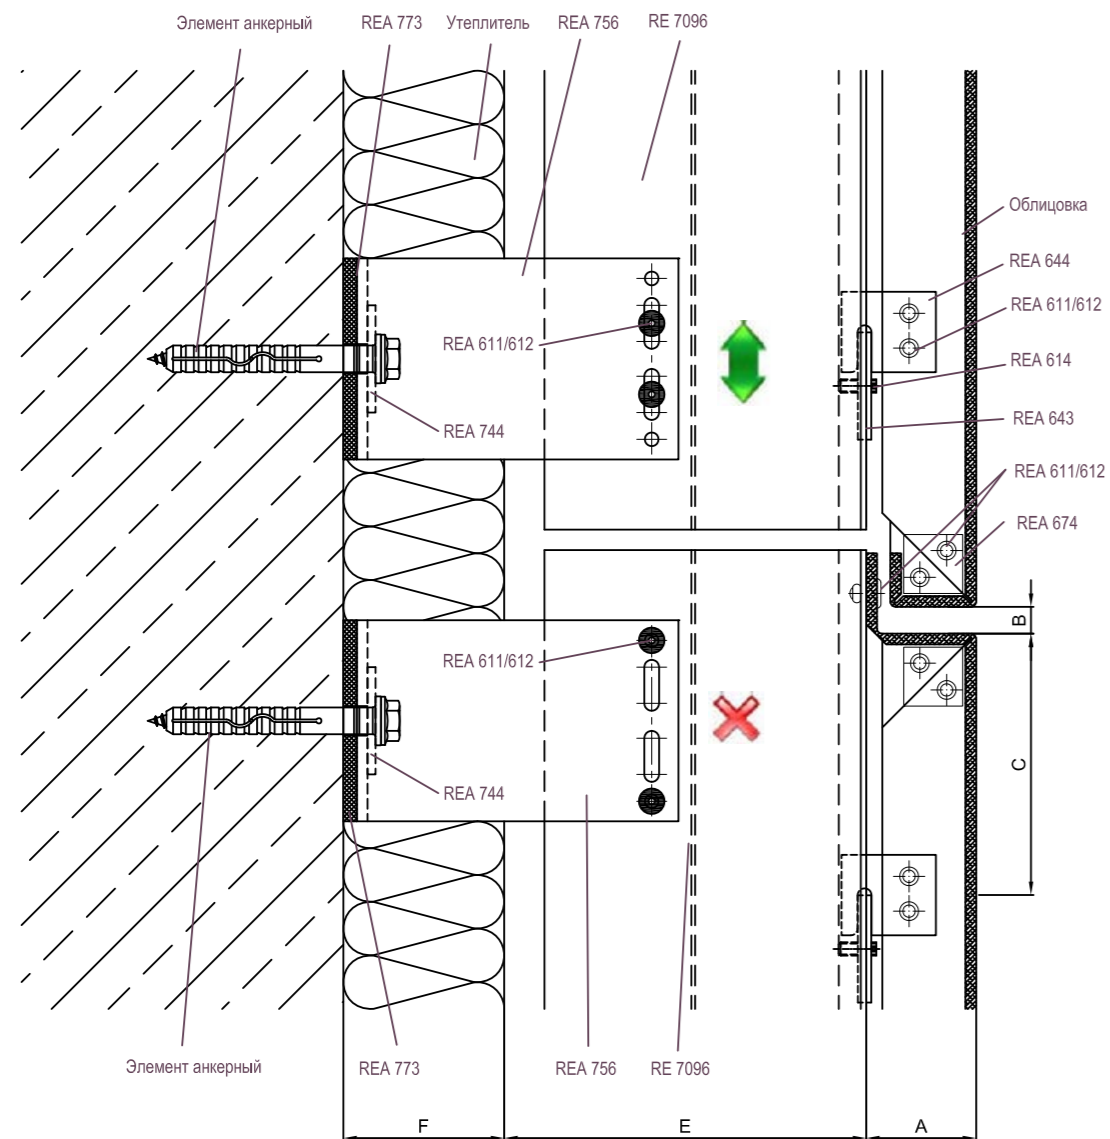 Элемент анкерный
REA 773
Утеплитель
REA 756
RE 7096
Облицовка
REA 644
REA 611/612
REA 611/612
REA 614
REA 744
REA 643
REA 611/612
REA 674
B
REA 611/612
C
REA 744
Элемент анкерный
REA 773
REA 756
RE 7096
F
E
A